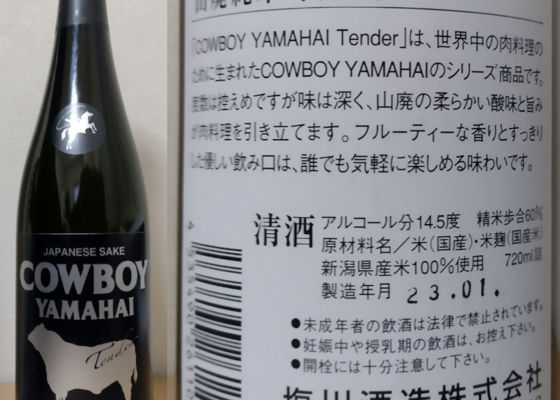 JAPANESE SAKE
COWBOY
YAMAHAI
Tender
「COWBOY YAMAHAI Tender」は、世界中の肉料理の
ために生まれたCOWBOY YAMAHAIのシリーズ商品です。
度数は控えめですが味は深く、山廃の柔らかい酸味と旨み
が肉料理を引き立てます。フルーティーな香りとすっきり
した優しい飲み口は、誰でも気軽に楽しめる味わいです。
清酒
アルコール分14.5度 精米歩合60%
原材料名／米(国産)・米麹(国産米)
新潟県産米100%使用 720ml詰
製造年月 23.01.
●未成年者の飲酒は法律で禁止されています。
●妊娠中や授乳期の飲酒は、お控え下さい。
●開栓には十分注意して下さい。
塩川酒造株式会社